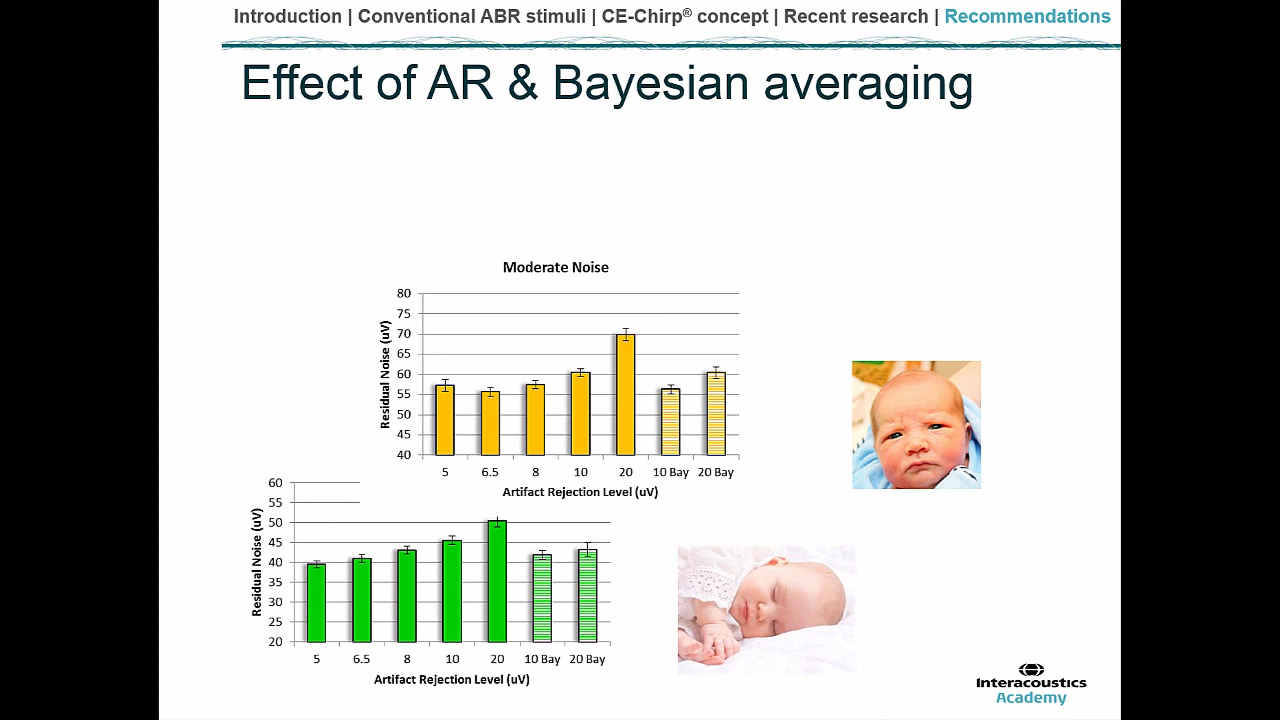 Introduction | Conventional ABR stimuli | CE-Chirp® concept | Recent research | Recommendations
Effect of AR & Bayesian averaging
Moderate Noise
Residual Noise (uV)
80
75
70
65
60
55
50
45
40
5 6.5 8 10 20 10 Bay 20 Bay
Artifact Rejection Level (uV)
Residual Noise (uV)
60
55
50
45
40
35
30
25
20
5 6.5 8 10 20 10 Bay 20 Bay
Artifact Rejection Level (uV)
Interacoustics
Academy